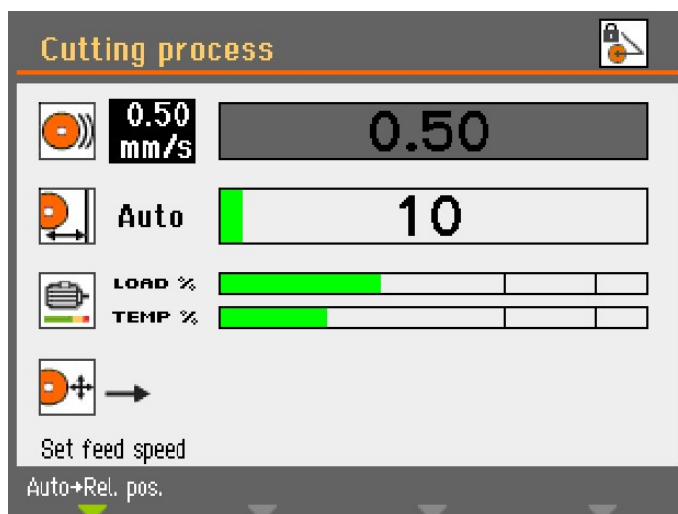 Cutting process
0.50
mm/s
0.50
Auto
10
LOAD %
TEMP %
Set feed speed
Auto→Rel. pos.